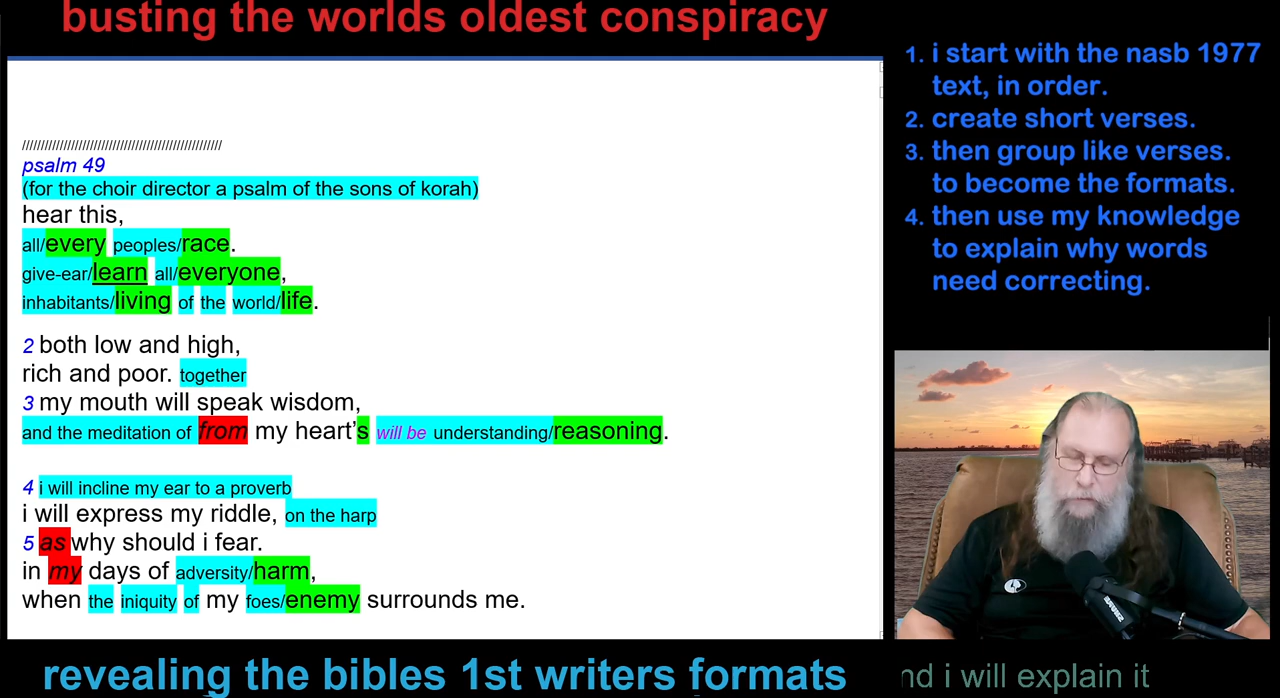 busting the worlds oldest conspiracy
/////////////////////////////////////////////////////
psalm 49
(for the choir director a psalm of the sons of korah)
hear this,
all/every peoples/race.
give-ear/learn all/everyone,
inhabitants/living of the world/life.
2 both low and high,
rich and poor. together
3 my mouth will speak wisdom,
and the meditation of from my heart's will be understanding/reasoning.
4 i will incline my ear to a proverb
i will express my riddle, on the harp
5 as why should i fear.
in my days of adversity/harm,
when the iniquity of my foes/enemy surrounds me.
1. i start with the nasb 1977
text, in order.
2. create short verses.
3. then group like verses.
to become the formats.
4. then use my knowledge
to explain why words
need correcting.
revealing the bibles 1st writers formats
nd i will explain it